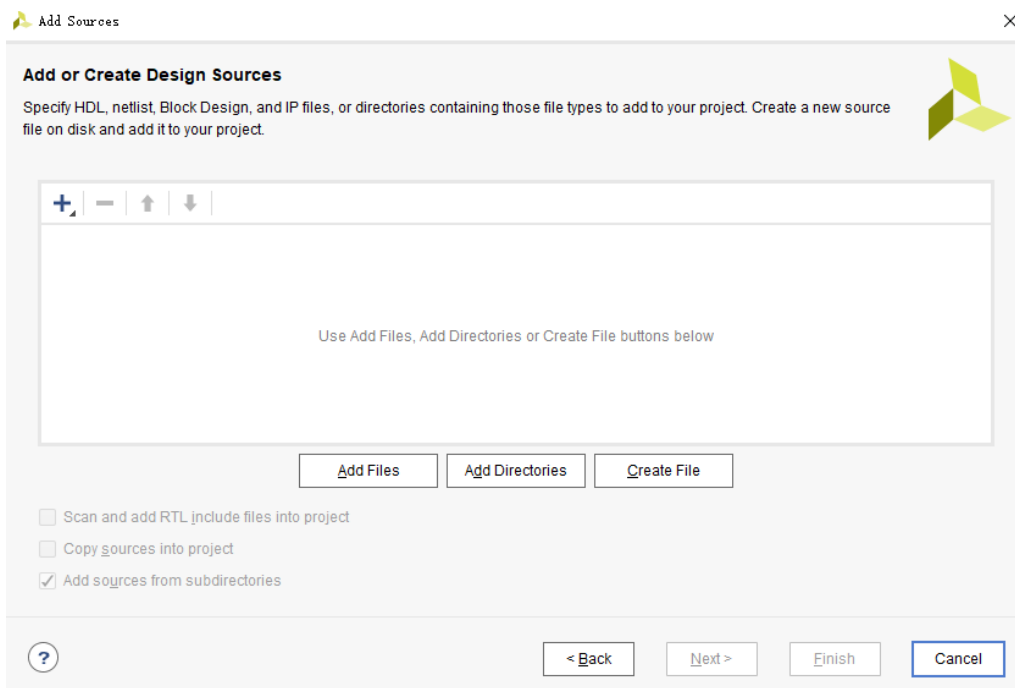 Add Sources
Add or Create Design Sources
Specify HDL, netlist, Block Design, and IP files, or directories containing those file types to add to your project. Create a new source
file on disk and add it to your project.
Use Add Files, Add Directories or Create File buttons below
Add Files
Add Directories
Create File
Scan and add RTL include files into project
Copy sources into project
Add sources from subdirectories
?
< Back
Next >
Finish
Cancel